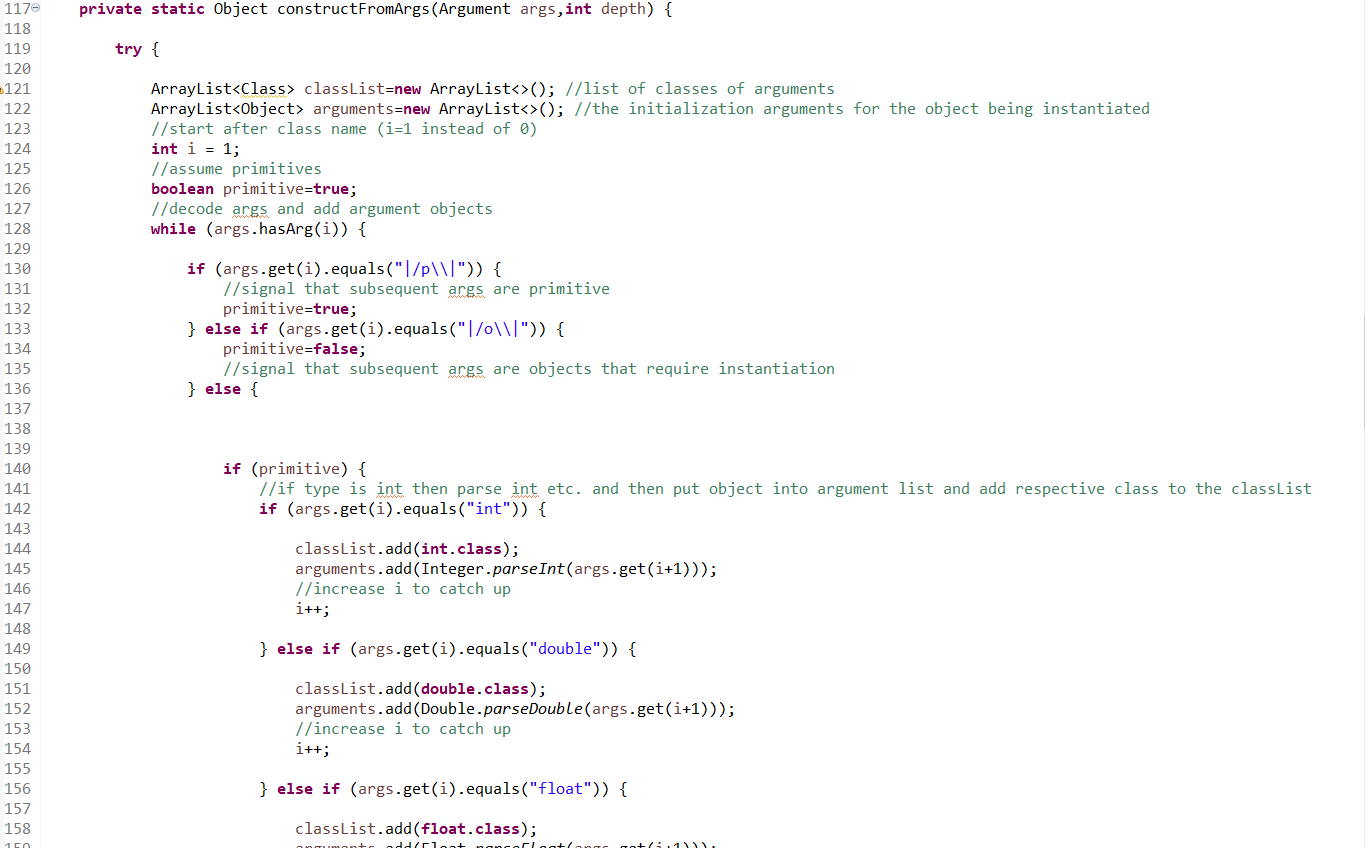 117 private static Object constructFromArgs(Argument args,int depth) {
118
119 try {
120
121 ArrayList<Class> classList=new ArrayList<>(); //list of classes of arguments
122 ArrayList<Object> arguments=new ArrayList<>(); //the initialization arguments for the object being instantiated
123 //start after class name (i=1 instead of 0)
124 int i = 1;
125 //assume primitives
126 boolean primitive=true;
127 //decode args and add argument objects
128 while (args.hasArg(i)) {
129
130 if (args.get(i).equals("|/p\\|")) {
131 //signal that subsequent args are primitive
132 primitive=true;
133 } else if (args.get(i).equals("|/o\\|")) {
134 primitive=false;
135 //signal that subsequent args are objects that require instantiation
136 } else {
137
138
139
140 if (primitive) {
141 //if type is int then parse int etc. and then put object into argument list and add respective class to the classList
142 if (args.get(i).equals("int")) {
143
144 classList.add(int.class);
145 arguments.add(Integer.parseInt(args.get(i+1)));
146 //increase i to catch up
147 i++;
148
149 } else if (args.get(i).equals("double")) {
150
151 classList.add(double.class);
152 arguments.add(Double.parseDouble(args.get(i+1)));
153 //increase i to catch up
154 i++;
155
156 } else if (args.get(i).equals("float")) {
157
158 classList.add(float.class);
159 arguments.add(Float.parseFloat(args.get(i+1)));